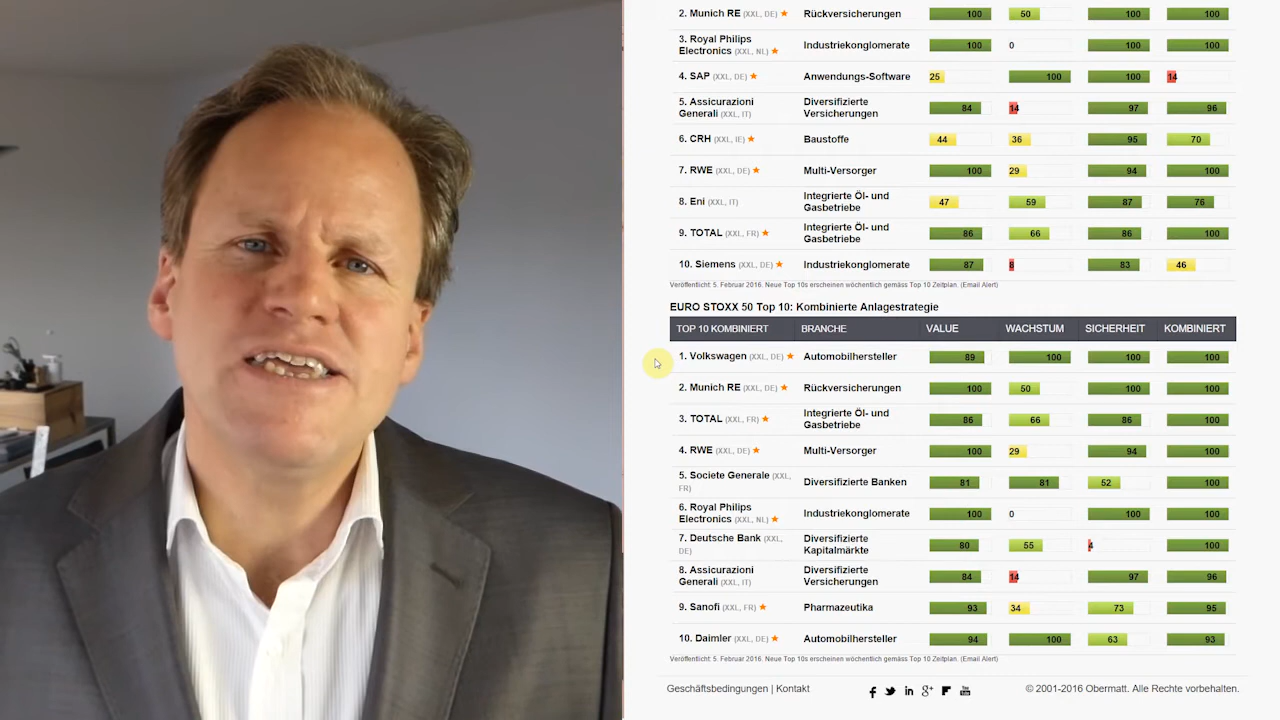 2. Munich RE (XXL, DE) ★ Rückversicherungen 100 50 100 100
3. Royal Philips
Electronics (XXL, NL) ★ Industriekonglomerate 100 0 100 100
4. SAP (XXL, DE) ★ Anwendungs-Software 25 100 100 14
5. Assicurazioni Diversifizierte
Generali (XXL, IT) Versicherungen 84 14 97 96
6. CRH (XXL, IE) ★ Baustoffe 44 36 95 70
7. RWE (XXL, DE) ★ Multi-Versorger 100 29 94 100
8. Eni (XXL, IT) Integrierte Öl- und
Gasbetriebe 47 59 87 76
9. TOTAL (XXL, FR) ★ Integrierte Öl- und
Gasbetriebe 86 66 86 100
10. Siemens (XXL, DE) ★ Industriekonglomerate 87 8 83 46
Veröffentlicht: 5. Februar 2016. Neue Top 10s erscheinen wöchentlich gemäss Top 10 Zeitplan. (Email Alert)
EURO STOXX 50 Top 10: Kombinierte Anlagestrategie
TOP 10 KOMBINIERT BRANCHE VALUE WACHSTUM SICHERHEIT KOMBINIERT
1. Volkswagen (XXL, DE) ★ Automobilhersteller 89 100 100 100
2. Munich RE (XXL, DE) ★ Rückversicherungen 100 50 100 100
3. TOTAL (XXL, FR) ★ Integrierte Öl- und
Gasbetriebe 86 66 86 100
4. RWE (XXL, DE) ★ Multi-Versorger 100 29 94 100
5. Societe Generale (XXL,
FR) Diversifizierte Banken 81 81 52 100
6. Royal Philips
Electronics (XXL, NL) ★ Industriekonglomerate 100 0 100 100
7. Deutsche Bank (XXL, Diversifizierte
DE) Kapitalmärkte 80 55 4 100
8. Assicurazioni Diversifizierte
Generali (XXL, IT) Versicherungen 84 14 97 96
9. Sanofi (XXL, FR) ★ Pharmazeutika 93 34 73 95
10. Daimler (XXL, DE) ★ Automobilhersteller 94 100 63 93
Veröffentlicht: 5. Februar 2016. Neue Top 10s erscheinen wöchentlich gemäss Top 10 Zeitplan. (Email Alert)
Geschäftsbedingungen | Kontakt © 2001-2016 Obermatt. Alle Rechte vorbehalten.